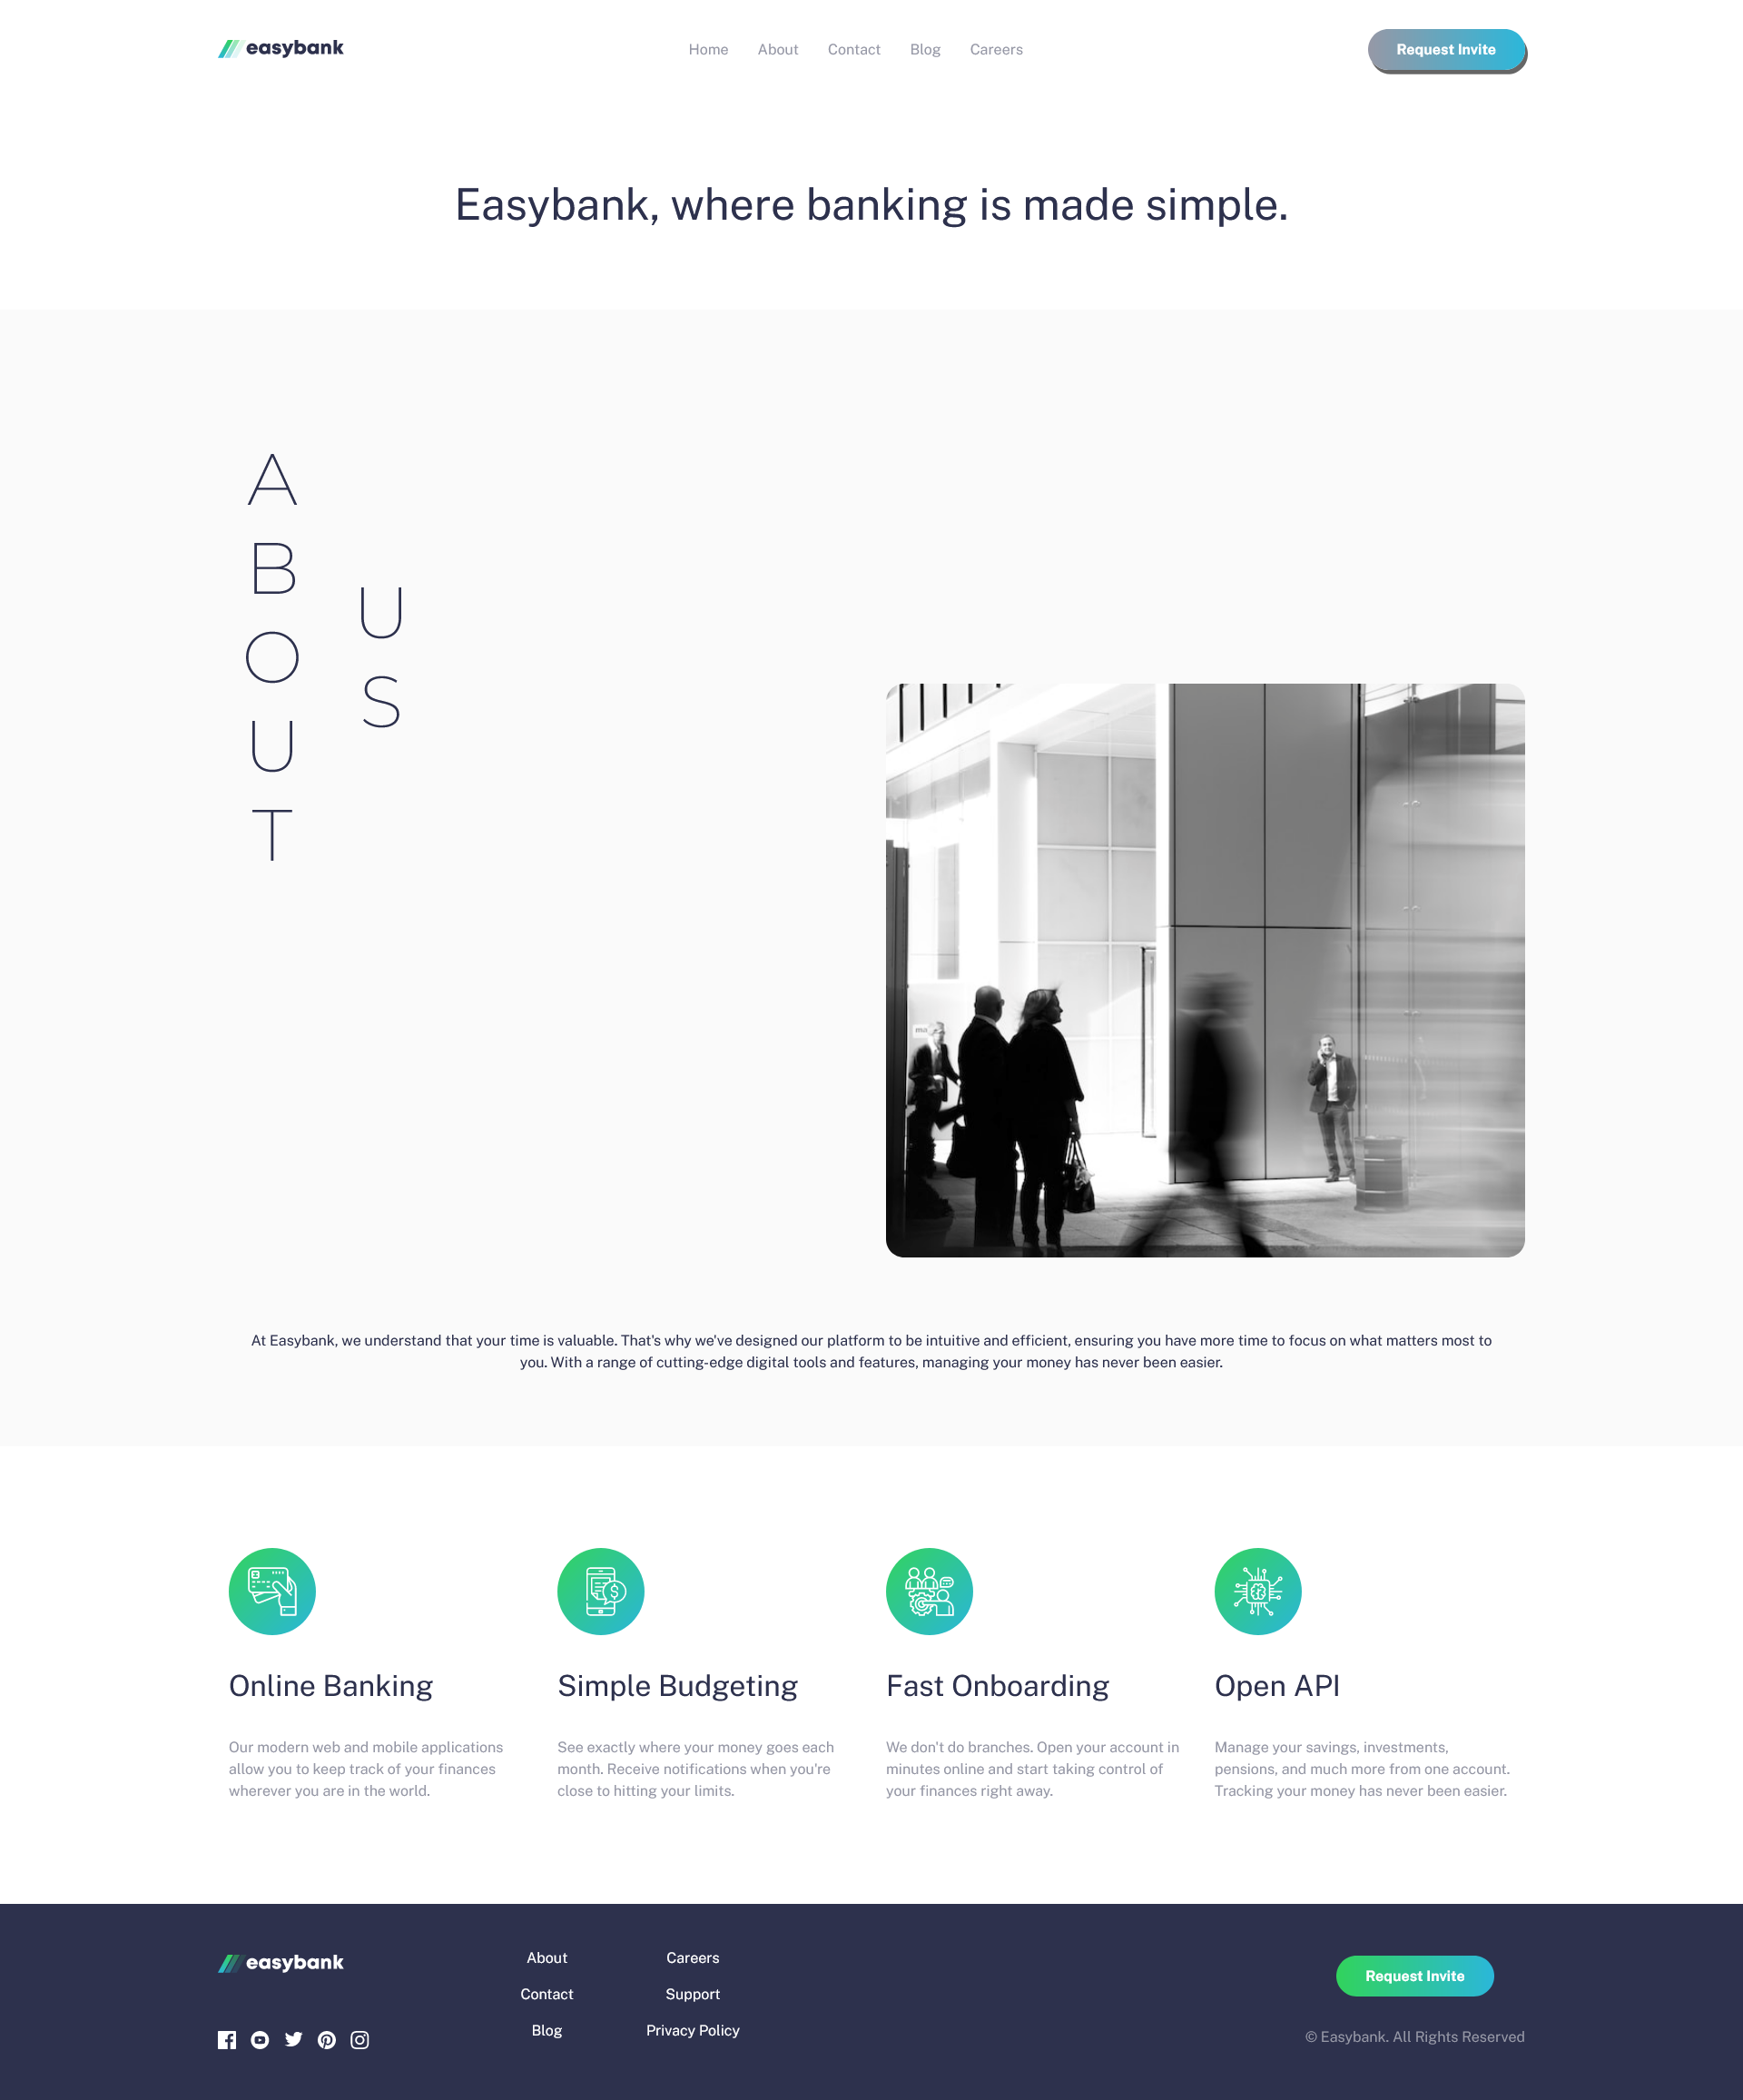 easybank
Home About Contact Blog Careers
Request Invite
Easybank, where banking is made simple.
ABOUT
US
At Easybank, we understand that your time is valuable. That's why we've designed our platform to be intuitive and efficient, ensuring you have more time to focus on what matters most to
you. With a range of cutting-edge digital tools and features, managing your money has never been easier.
Online Banking
Our modern web and mobile applications
allow you to keep track of your finances
wherever you are in the world.
Simple Budgeting
See exactly where your money goes each
month. Receive notifications when you're
close to hitting your limits.
Fast Onboarding
We don't do branches. Open your account in
minutes online and start taking control of
your finances right away.
Open API
Manage your savings, investments,
pensions, and much more from one account.
Tracking your money has never been easier.
easybank
About
Contact
Blog
Careers
Support
Privacy Policy
Request Invite
© Easybank. All Rights Reserved